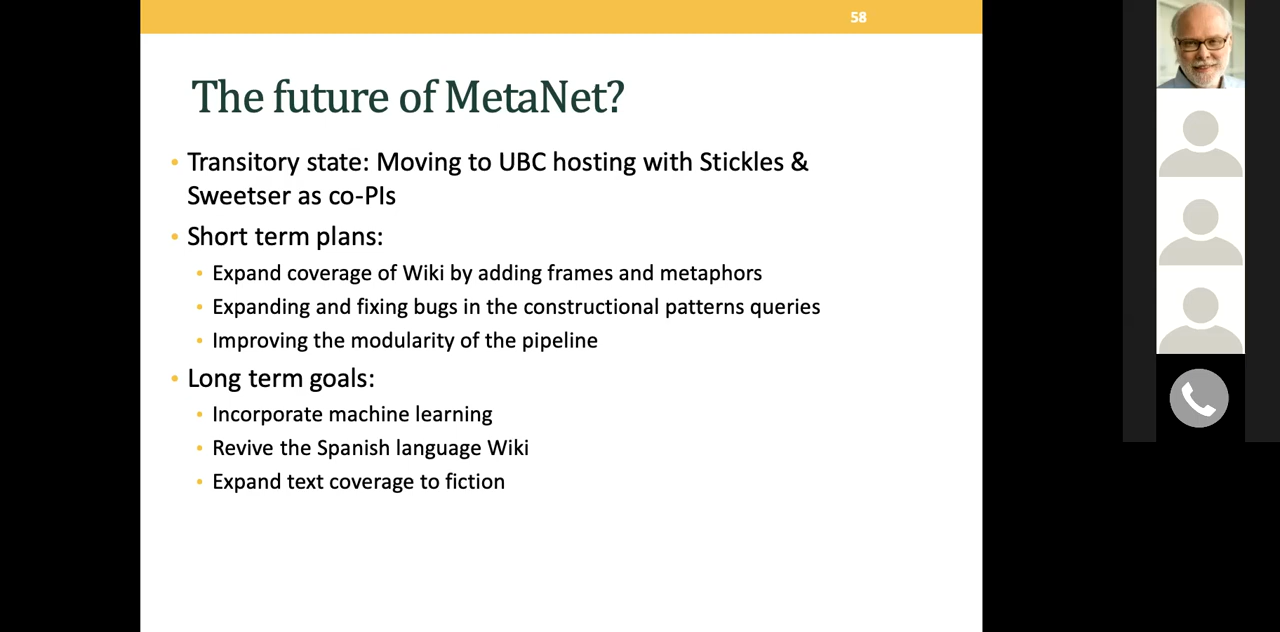 58
The future of MetaNet?
• Transitory state: Moving to UBC hosting with Stickles &
Sweetser as co-PIs
• Short term plans:
• Expand coverage of Wiki by adding frames and metaphors
• Expanding and fixing bugs in the constructional patterns queries
• Improving the modularity of the pipeline
• Long term goals:
• Incorporate machine learning
• Revive the Spanish language Wiki
• Expand text coverage to fiction